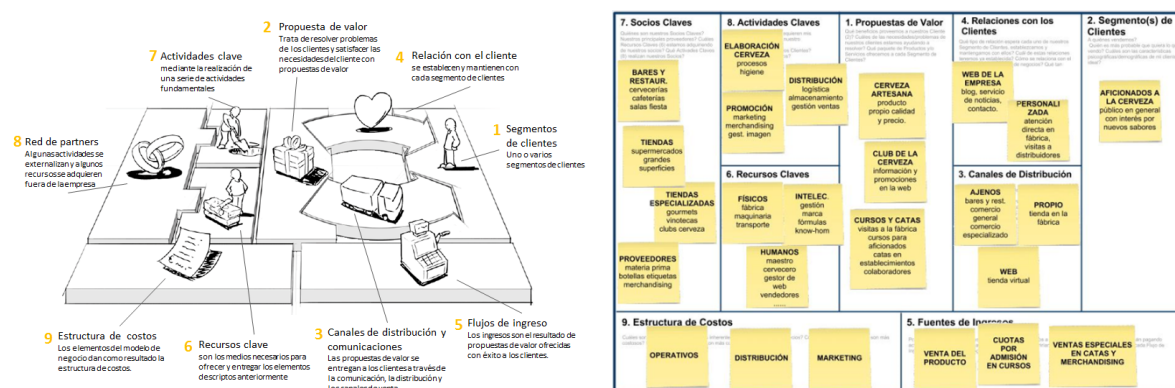 2 Propuesta de valor
Trata de resolver problemas
de los clientes y satisfacer las
necesidades del cliente con
propuestas de valor
7 Actividades clave
mediante la realización de
una serie de actividades
fundamentales
4 Relación con el cliente
se establecen y mantienen con
cada segmento de clientes
1 Segmentos
de clientes
Uno o varios
segmentos de clientes
8 Red de partners
Algunas actividades se
externalizan y algunos
recursos se adquieren
fuera de la empresa
9 Estructura de costos
Los elementos del modelo de
negocio dan como resultado la
estructura de costos.
6 Recursos clave
son los medios necesarios para
ofrecer y entregar los elementos
descriptos anteriormente
3 Canales de distribución y
comunicaciones
Las propuestas de valor se
entregan a los clientes a través de
la comunicación, la distribución y
5 Flujos de ingreso
Los ingresos son el resultado de
propuestas de valor ofrecidas
con éxito a los clientes.
7. Socios Claves
BARES Y
RESTAUR.
cervecerías
cafeterías
salas fiesta
TIENDAS
supermercados
grandes
superficies
TIENDAS
ESPECIALIZADAS
gourmets
vinotecas
clubs cerveza
PROVEEDORES
materia prima
botellas etiquetas
merchandising
8. Actividades Claves
ELABORACIÓN
CERVEZA
procesos
higiene
DISTRIBUCIÓN
logística
almacenamiento
gestión ventas
PROMOCIÓN
marketing
merchandising
gest. imagen
6. Recursos Claves
FÍSICOS
fábrica
maquinaria
transporte
INTELEC.
gestión
marca
fórmulas
know-hom
HUMANOS
maestro
cervecero
gestor de
web
vendedores
......
1. Propuestas de Valor
CERVEZA
ARTESANA
producto
propio calidad
y precio.
CLUB DE LA
CERVEZA
información y
promociones
en la web
CURSOS Y CATAS
visitas a la fábrica
cursos para
aficionados
catas en
establecimientos
colaboradores
4. Relaciones con los
Clientes
WEB DE LA
EMPRESA
blog, servicio
de noticias,
contacto.
PERSONALI
ZADA
atención
directa en
fábrica,
visitas a
distribuidores
3. Canales de Distribución
AJENOS
bares y rest.
comercio
general
comercio
especializado
PROPIO
tienda en la
fábrica
WEB
tienda virtual
2. Segmento(s) de
Clientes
AFICIONADOS A
LA CERVEZA
público en general
con interés por
nuevos sabores
9. Estructura de Costos
OPERATIVOS
DISTRIBUCIÓN
MARKETING
5. Fuentes de Ingresos
VENTA DEL
PRODUCTO
CUOTAS
POR
ADMISIÓN
EN CURSOS
VENTAS ESPECIALES
EN CATAS Y
MERCHANDISING